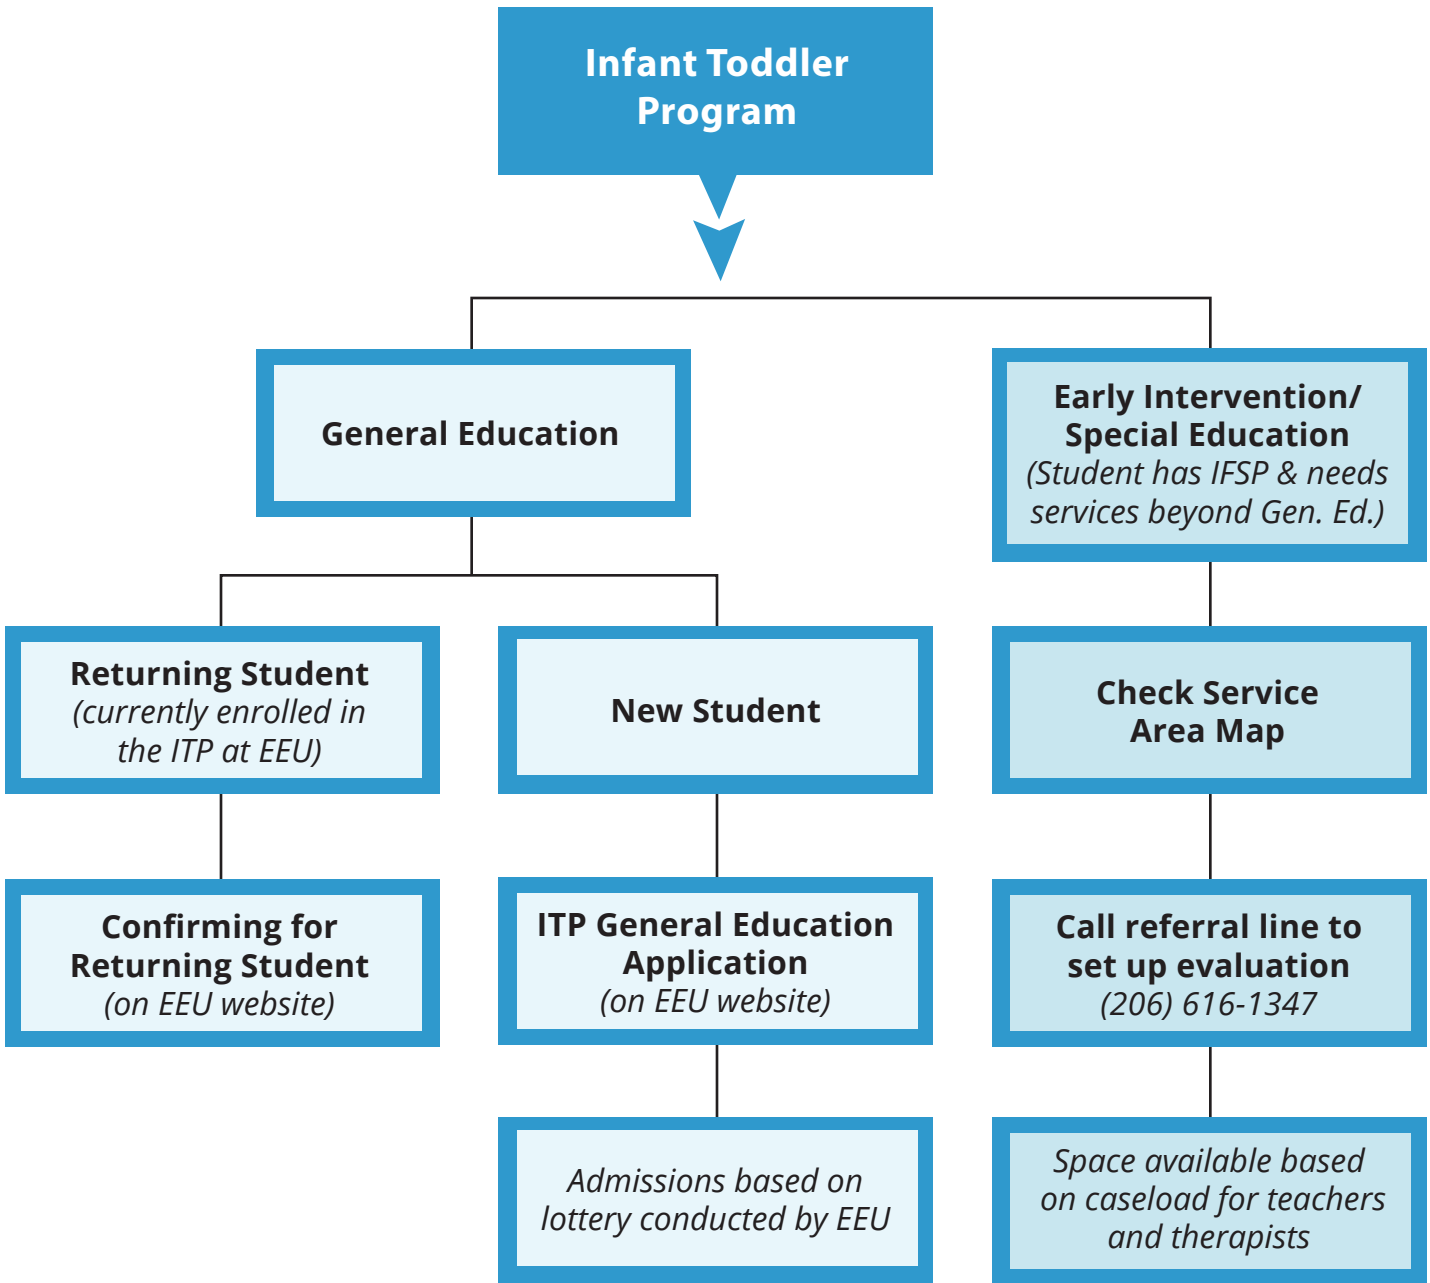 Infant Toddler
Program
General Education
Early Intervention/
Special Education
(Student has IFSP & needs
services beyond Gen. Ed.)
Returning Student
(currently enrolled in
the ITP at EEU)
New Student
Check Service
Area Map
Confirming for
Returning Student
(on EEU website)
ITP General Education
Application
(on EEU website)
Call referral line to
set up evaluation
(206) 616-1347
Admissions based on
lottery conducted by EEU
Space available based
on caseload for teachers
and therapists